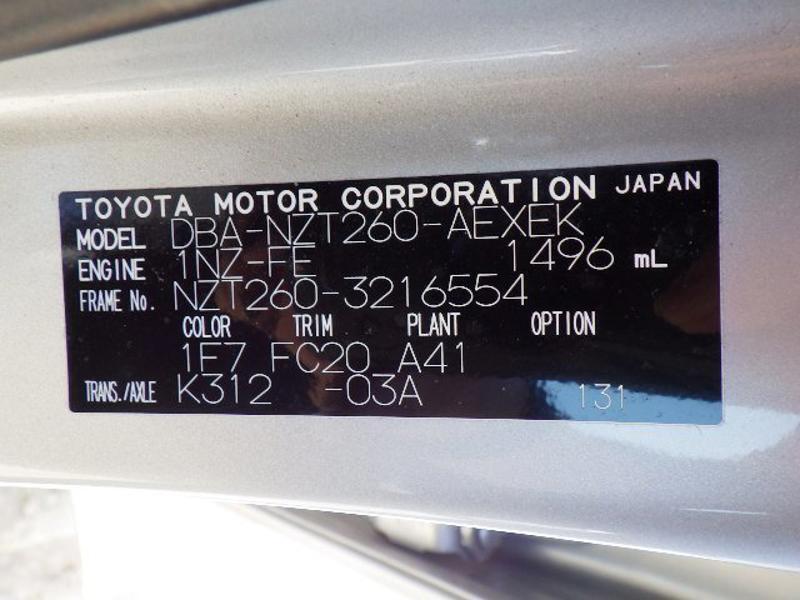 TOYOTA MOTOR CORPORATION JAPAN
MODEL DBA-NZT260-AEXEK
ENGINE 1NZ-FE 1496 mL
FRAME No. NZT260-3216554
COLOR TRIM PLANT OPTION
1F7 FC20 A41
TRANS./AXLE K312 -03A 131